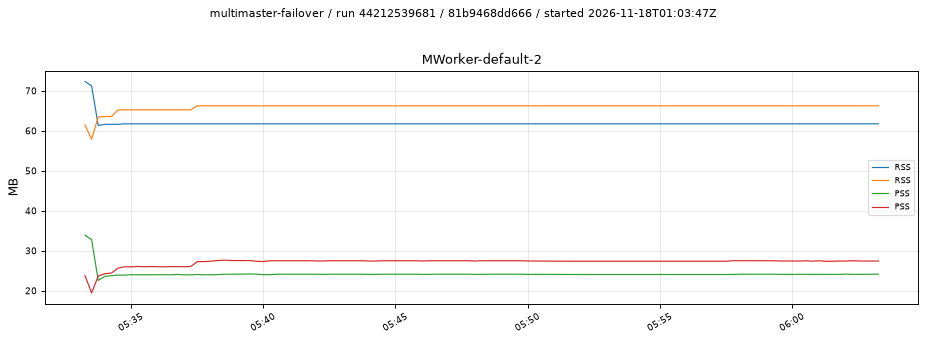 multimaster-failover / run 44212539681 / 81b9468dd666 / started 2026-11-18T01:03:47Z
MWorker-default-2
MB
70
60
50
40
30
20
RSS
RSS
PSS
PSS
05:35
05:40
05:45
05:50
05:55
06:00